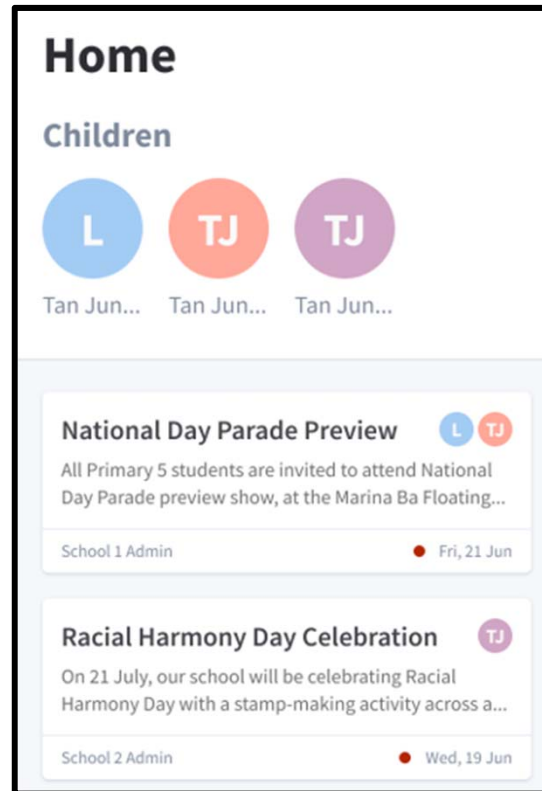 Home
Children
L TJ TJ
Tan Jun... Tan Jun... Tan Jun...
National Day Parade Preview L TJ
All Primary 5 students are invited to attend National
Day Parade preview show, at the Marina Ba Floating...
School 1 Admin Fri, 21 Jun
Racial Harmony Day Celebration TJ
On 21 July, our school will be celebrating Racial
Harmony Day with a stamp-making activity across a...
School 2 Admin Wed, 19 Jun